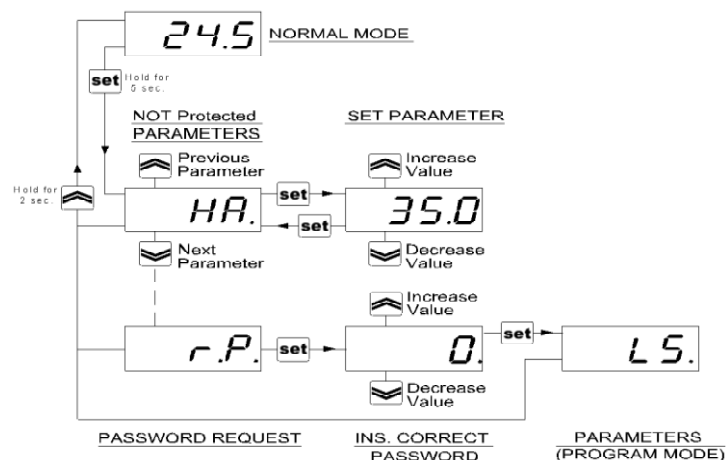 24.5 NORMAL MODE
set Hold for
5 sec.
NOT Protected
PARAMETERS
SET PARAMETER
Previous
Parameter
Increase
Value
Hold for
2 sec.
HA.
set
set
35.0
Next
Parameter
Decrease
Value
Increase
Value
r.P.
set
0.
set
LS.
Decrease
Value
PASSWORD REQUEST
INS. CORRECT
PASSWORD
PARAMETERS
(PROGRAM MODE)